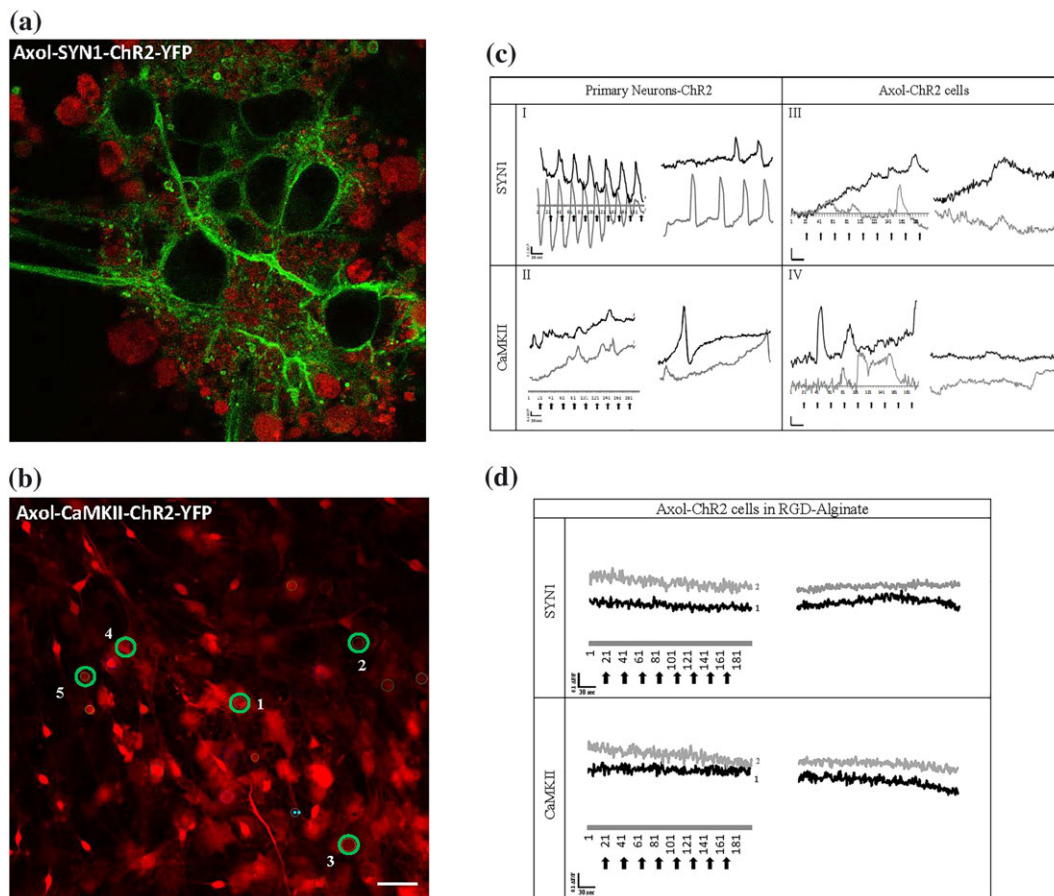 (a)
Axol-SYN1-ChR2-YFP
(b)
Axol-CaMKII-ChR2-YFP
4
2
5
1
3
(c)
Primary Neurons-ChR2
Axol-ChR2 cells
SYN1
I
III
CaMKII
II
IV
(d)
Axol-ChR2 cells in RGD-Alginate
SYN1
2
1
1 21 41 61 81 101 121 141 161 181
30 sec
CaMKII
2
1
1 21 41 61 81 101 121 141 161 181
30 sec